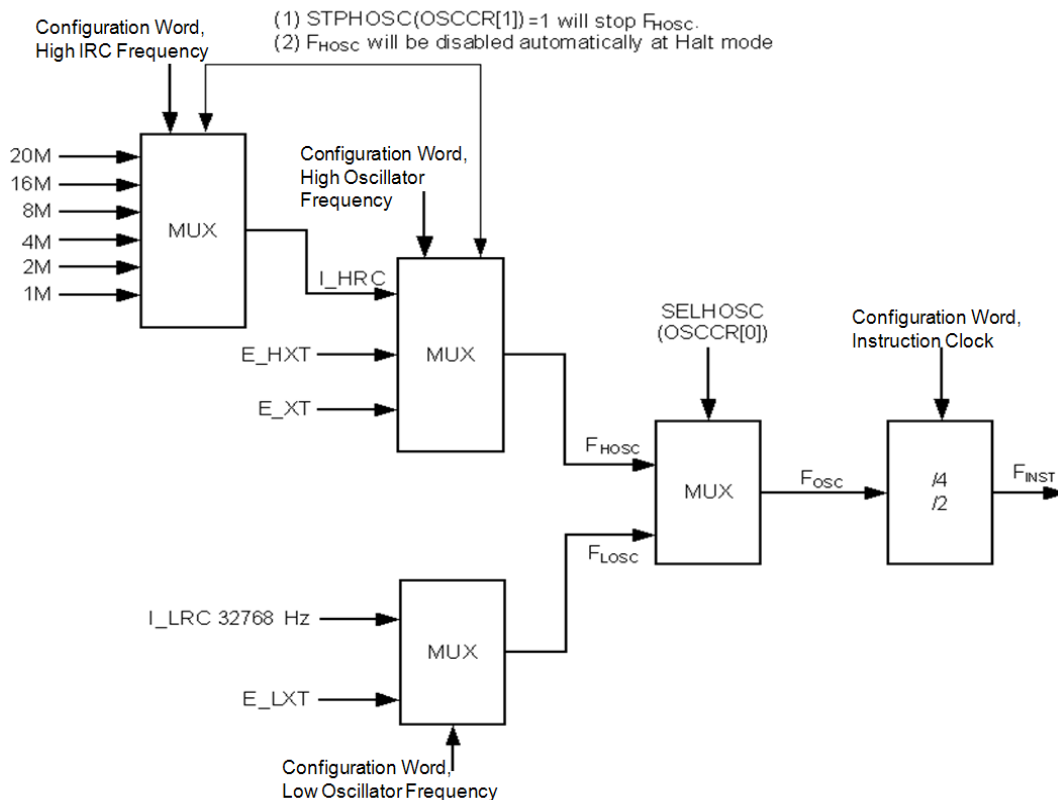 (1) STPHOSC(OSCCR[1])=1 will stop FHOSC.
(2) FHOSC will be disabled automatically at Halt mode
Configuration Word,
High IRC Frequency
20M
16M
8M
4M
2M
1M
MUX
Configuration Word,
High Oscillator
Frequency
I_HRC
E_HXT
E_XT
MUX
SELHOSC
(OSCCR[0])
Configuration Word,
Instruction Clock
FHOSC
FLOSC
MUX
FOSC
/4
/2
FINST
I_LRC 32768 Hz
E_LXT
MUX
Configuration Word,
Low Oscillator Frequency